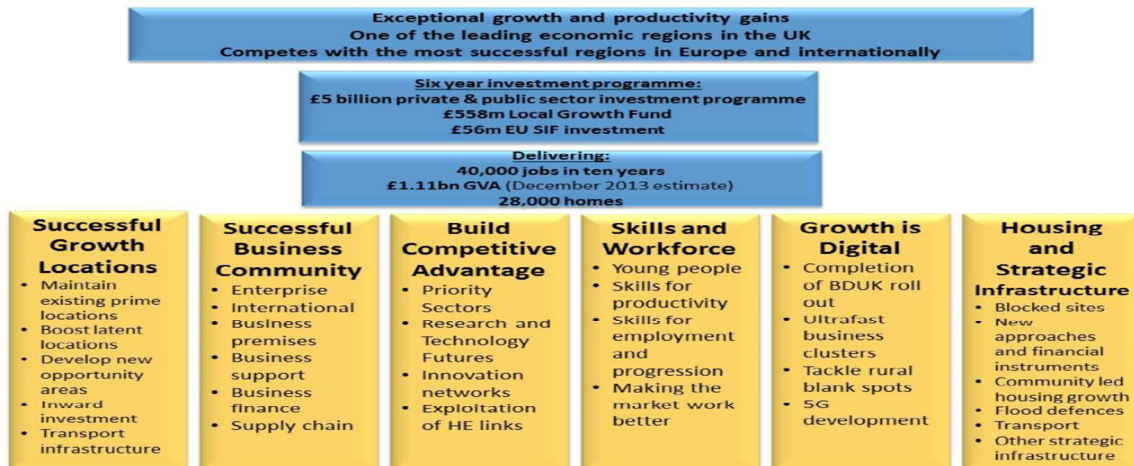 Exceptional growth and productivity gains
One of the leading economic regions in the UK
Competes with the most successful regions in Europe and internationally
Six year investment programme:
£5 billion private & public sector investment programme
£558m Local Growth Fund
£56m EU SIF investment
Delivering:
40,000 jobs in ten years
£1.11bn GVA (December 2013 estimate)
28,000 homes
Successful
Growth
Locations
• Maintain
existing prime
locations
• Boost latent
locations
• Develop new
opportunity
areas
• Inward
investment
• Transport
infrastructure
Successful
Business
Community
• Enterprise
• International
• Business
premises
• Business
support
• Business
finance
• Supply chain
Build
Competitive
Advantage
• Priority
Sectors
• Research and
Technology
Futures
• Innovation
networks
• Exploitation
of HE links
Skills and
Workforce
• Young people
• Skills for
productivity
• Skills for
employment
and
progression
• Making the
market work
better
Growth is
Digital
• Completion
of BDUK roll
out
• Ultrafast
business
clusters
• Tackle rural
blank spots
• 5G
development
Housing
and
Strategic
Infrastructure
• Blocked sites
• New
approaches
and financial
instruments
• Community led
housing growth
• Flood defences
• Transport
• Other strategic
infrastructure